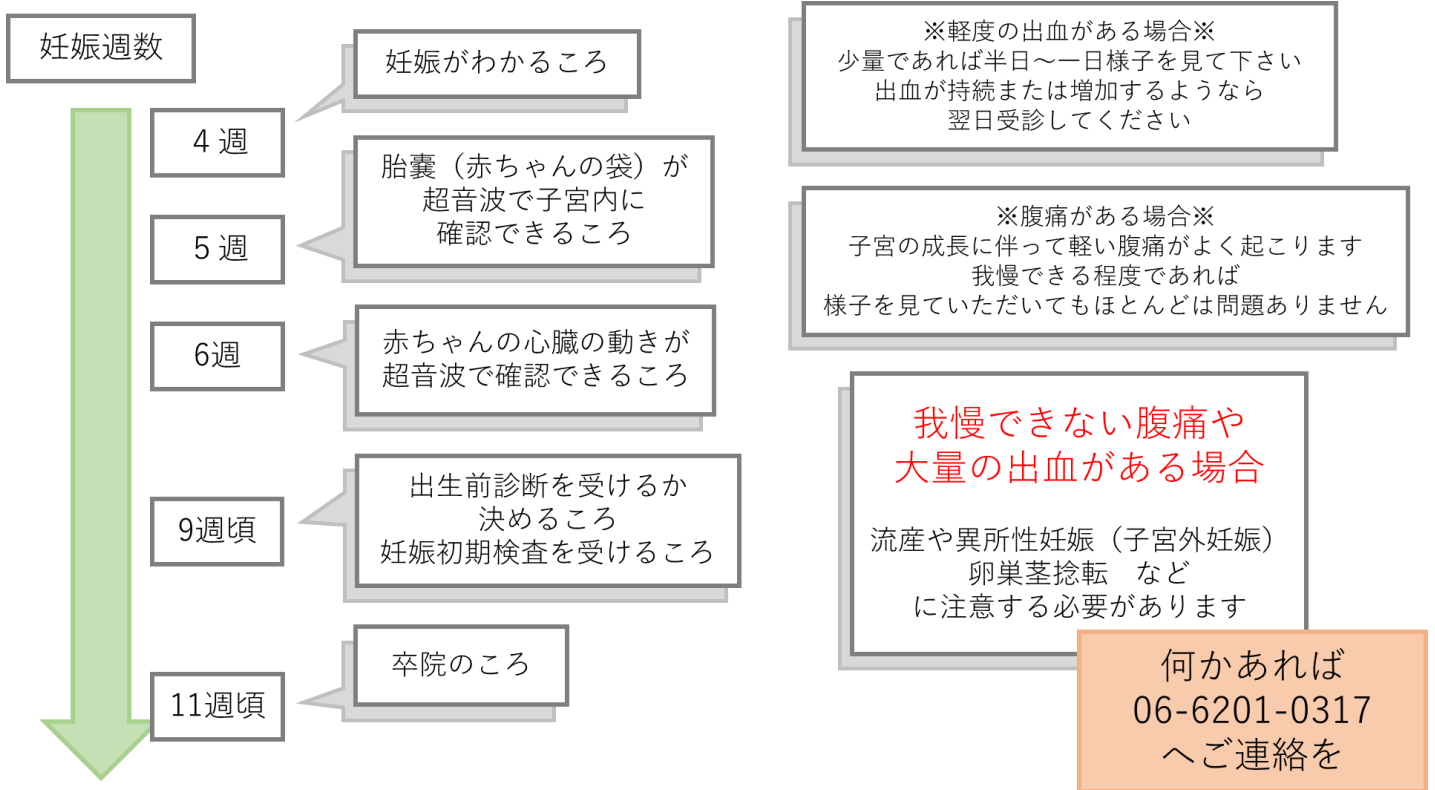 妊娠週数
4週
妊娠がわかるころ
5週
胎嚢（赤ちゃんの袋）が
超音波で子宮内に
確認できるころ
6週
赤ちゃんの心臓の動きが
超音波で確認できるころ
9週頃
出生前診断を受けるか
決めるころ
妊娠初期検査を受けるころ
11週頃
卒院のころ
※軽度の出血がある場合※
少量であれば半日～一日様子を見て下さい
出血が持続または増加するようなら
翌日受診してください
※腹痛がある場合※
子宮の成長に伴って軽い腹痛がよく起こります
我慢できる程度であれば
様子を見ていただいてもほとんどは問題ありません
我慢できない腹痛や
大量の出血がある場合
流産や異所性妊娠（子宮外妊娠）
卵巣茎捻転　など
に注意する必要があります
何かあれば
06-6201-0317
へご連絡を